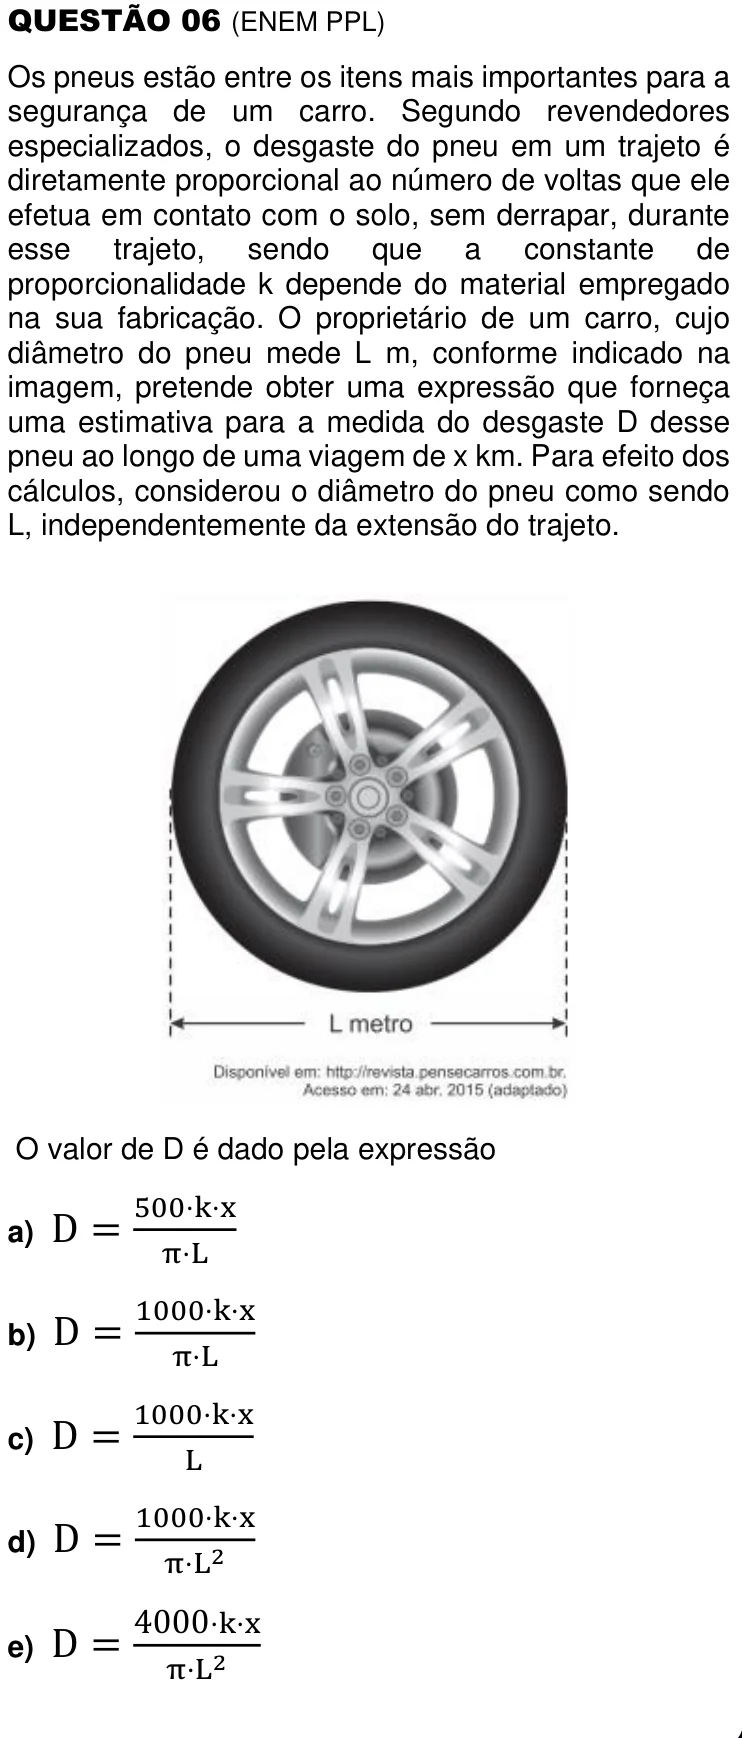 QUESTÃO 06 (ENEM PPL)
Os pneus estão entre os itens mais importantes para a
segurança de um carro. Segundo revendedores
especializados, o desgaste do pneu em um trajeto é
diretamente proporcional ao número de voltas que ele
efetua em contato com o solo, sem derrapar, durante
esse trajeto, sendo que a constante de
proporcionalidade k depende do material empregado
na sua fabricação. O proprietário de um carro, cujo
diâmetro do pneu mede L m, conforme indicado na
imagem, pretende obter uma expressão que forneça
uma estimativa para a medida do desgaste D desse
pneu ao longo de uma viagem de x km. Para efeito dos
cálculos, considerou o diâmetro do pneu como sendo
L, independentemente da extensão do trajeto.
L metro
Disponível em: http://revista.pensecarros.com.br.
Acesso em: 24 abr. 2015 (adaptado)
O valor de D é dado pela expressão
a) D = 500·k·x / π·L
b) D = 1000·k·x / π·L
c) D = 1000·k·x / L
d) D = 1000·k·x / π·L²
e) D = 4000·k·x / π·L²